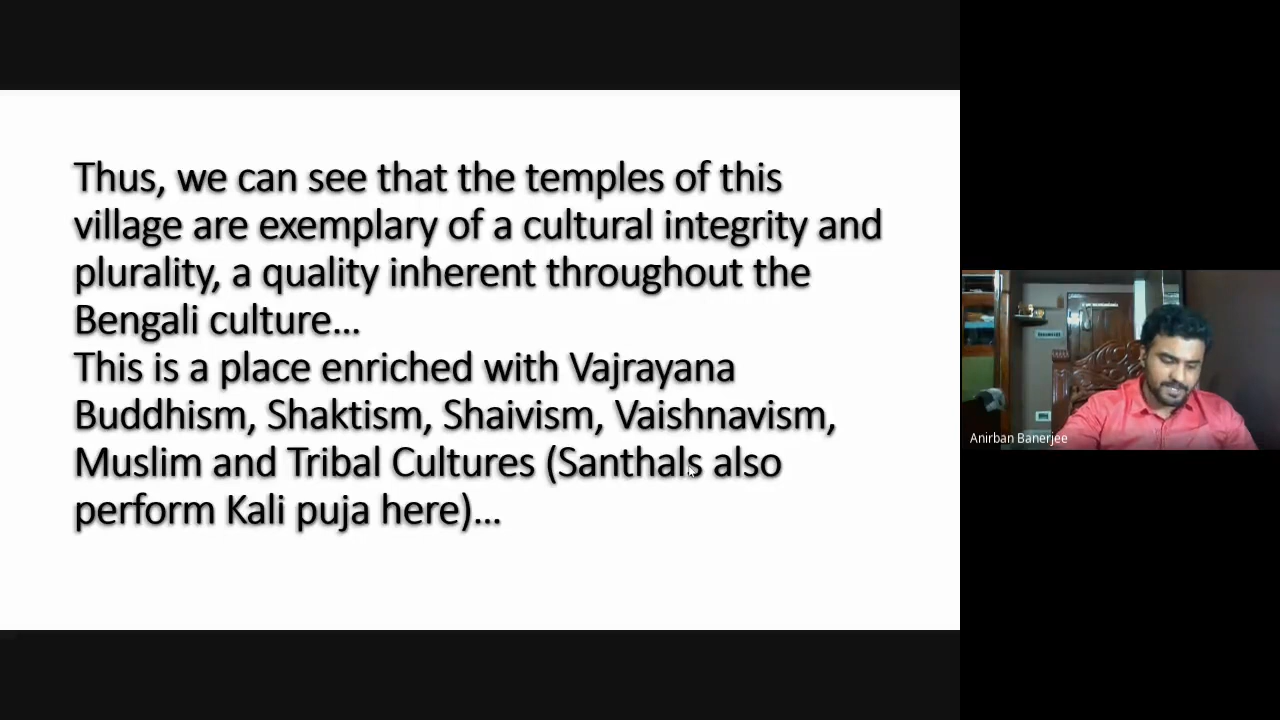 Thus, we can see that the temples of this
village are exemplary of a cultural integrity and
plurality, a quality inherent throughout the
Bengali culture...
This is a place enriched with Vajrayana
Buddhism, Shaktism, Shaivism, Vaishnavism,
Muslim and Tribal Cultures (Santhals also
perform Kali puja here)...
Anirban Banerjee